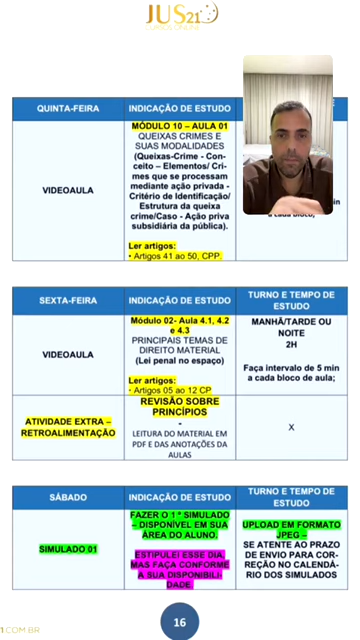 JUS21
CURSOS ONLINE
QUINTA-FEIRA
INDICAÇÃO DE ESTUDO
VIDEOAULA
MÓDULO 10 – AULA 01
QUEIXAS CRIMES E
SUAS MODALIDADES
(Queixas-Crime - Con-
ceito – Elementos/ Cri-
mes que se processam
mediante ação privada -
Critério de Identificação/
Estrutura da queixa
crime/Caso - Ação priva
subsidiária da pública).
Ler artigos:
• Artigos 41 ao 50, CPP.
min
a cada bloco;
SEXTA-FEIRA
INDICAÇÃO DE ESTUDO
TURNO E TEMPO DE
ESTUDO
VIDEOAULA
Módulo 02- Aula 4.1, 4.2
e 4.3
PRINCIPAIS TEMAS DE
DIREITO MATERIAL
(Lei penal no espaço)
Ler artigos:
• Artigos 05 ao 12 CP
MANHÃ/TARDE OU
NOITE
2H
Faça intervalo de 5 min
a cada bloco de aula;
ATIVIDADE EXTRA –
RETROALIMENTAÇÃO
REVISÃO SOBRE
PRINCÍPIOS
-
LEITURA DO MATERIAL EM
PDF E DAS ANOTAÇÕES DA
AULAS
X
SÁBADO
INDICAÇÃO DE ESTUDO
TURNO E TEMPO DE
ESTUDO
SIMULADO 01
FAZER O 1º SIMULADO
– DISPONÍVEL EM SUA
ÁREA DO ALUNO.
ESTIPULEI ESSE DIA,
MAS FAÇA CONFORME
A SUA DISPONIBILI-
DADE.
UPLOAD EM FORMATO
JPEG –
SE ATENTE AO PRAZO
DE ENVIO PARA COR-
REÇÃO NO CALENDÁ-
RIO DOS SIMULADOS
16
1.COM.BR